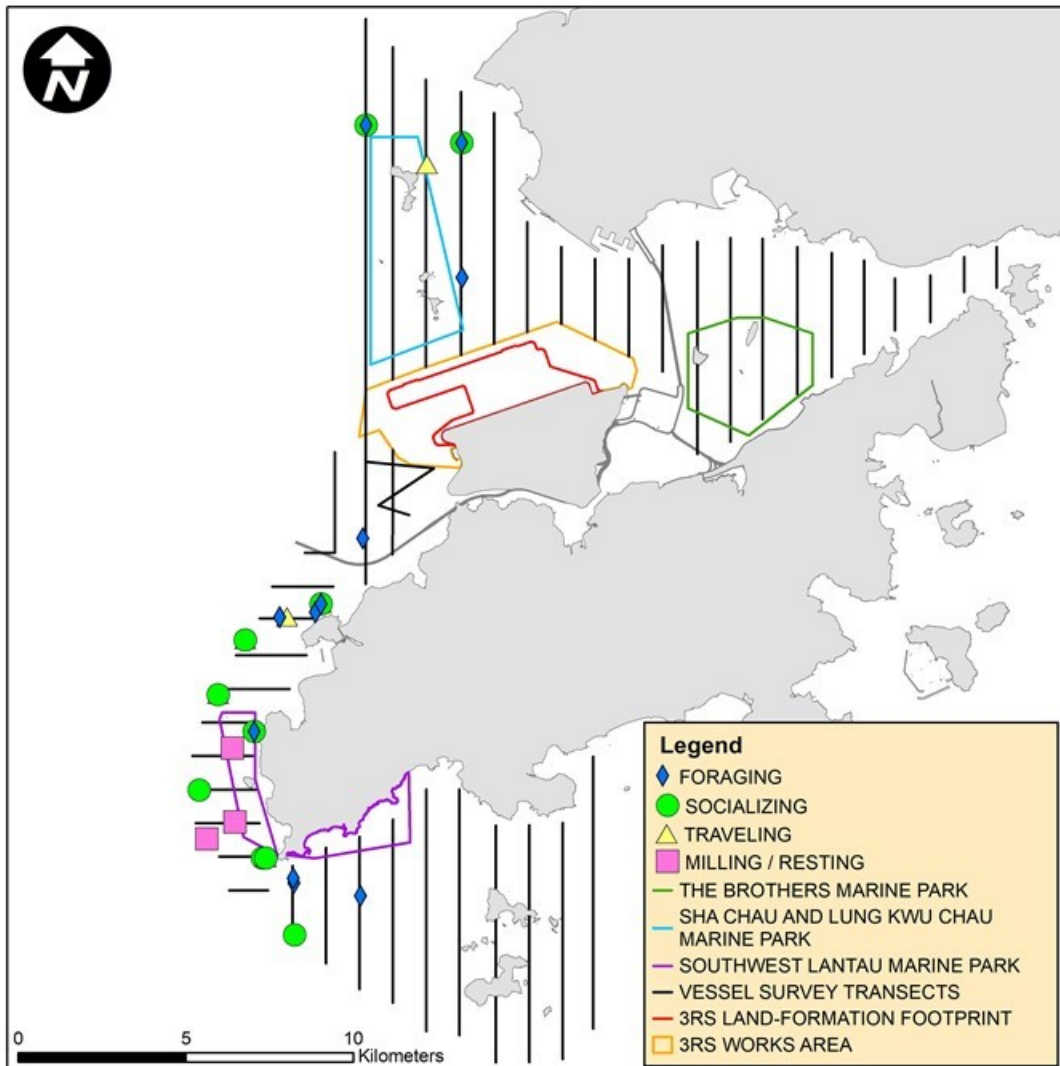 N
Legend
FORAGING
SOCIALIZING
TRAVELING
MILLING / RESTING
THE BROTHERS MARINE PARK
SHA CHAU AND LUNG KWU CHAU
MARINE PARK
SOUTHWEST LANTAU MARINE PARK
VESSEL SURVEY TRANSECTS
3RS LAND-FORMATION FOOTPRINT
3RS WORKS AREA
0 5 10
Kilometers